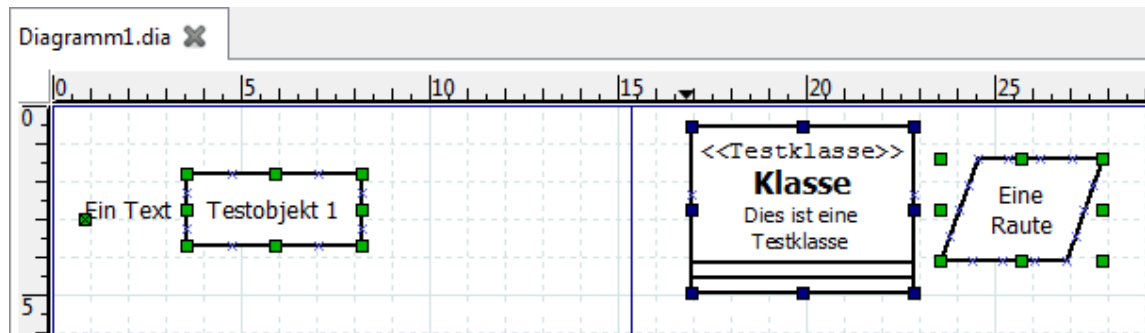 Diagramm1.dia
0 5 10 15 20 25
0
<<Testklasse>>
Klasse
Eine
Ein Text Testobjekt 1
Dies ist eine
Raute
Testklasse
5